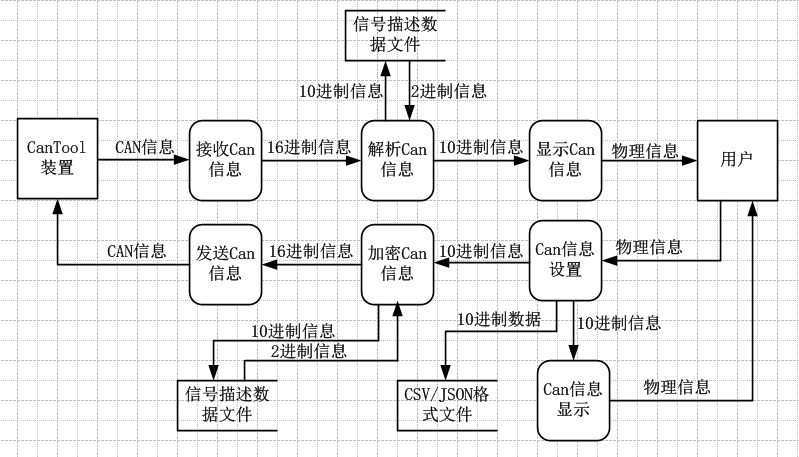 信号描述数
据文件
10进制信息
2进制信息
CanTool
装置
CAN信息
接收Can
信息
16进制信息
解析Can
信息
10进制信息
显示Can
信息
物理信息
用户
CAN信息
发送Can
信息
16进制信息
加密Can
信息
10进制信息
Can信息
设置
物理信息
10进制信息
2进制信息
10进制数据
10进制信息
信号描述数
据文件
CSV/JSON格
式文件
Can信息
显示
物理信息